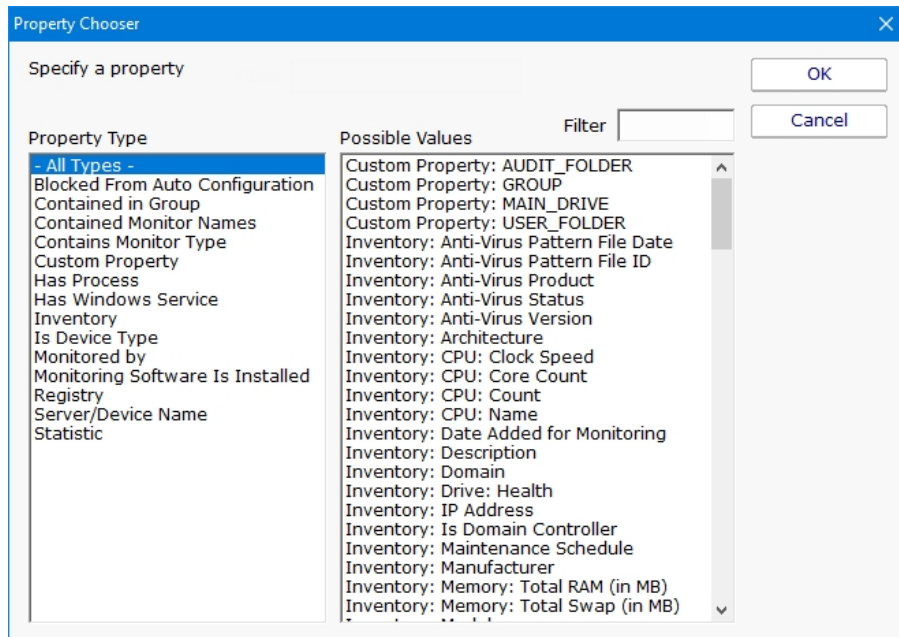 Property Chooser
Specify a property
OK
Cancel
Filter
Property Type
- All Types -
Blocked From Auto Configuration
Contained in Group
Contained Monitor Names
Contains Monitor Type
Custom Property
Has Process
Has Windows Service
Inventory
Is Device Type
Monitored by
Monitoring Software Is Installed
Registry
Server/Device Name
Statistic
Possible Values
Custom Property: AUDIT_FOLDER
Custom Property: GROUP
Custom Property: MAIN_DRIVE
Custom Property: USER_FOLDER
Inventory: Anti-Virus Pattern File Date
Inventory: Anti-Virus Pattern File ID
Inventory: Anti-Virus Product
Inventory: Anti-Virus Status
Inventory: Anti-Virus Version
Inventory: Architecture
Inventory: CPU: Clock Speed
Inventory: CPU: Core Count
Inventory: CPU: Count
Inventory: CPU: Name
Inventory: Date Added for Monitoring
Inventory: Description
Inventory: Domain
Inventory: Drive: Health
Inventory: IP Address
Inventory: Is Domain Controller
Inventory: Maintenance Schedule
Inventory: Manufacturer
Inventory: Memory: Total RAM (in MB)
Inventory: Memory: Total Swap (in MB)